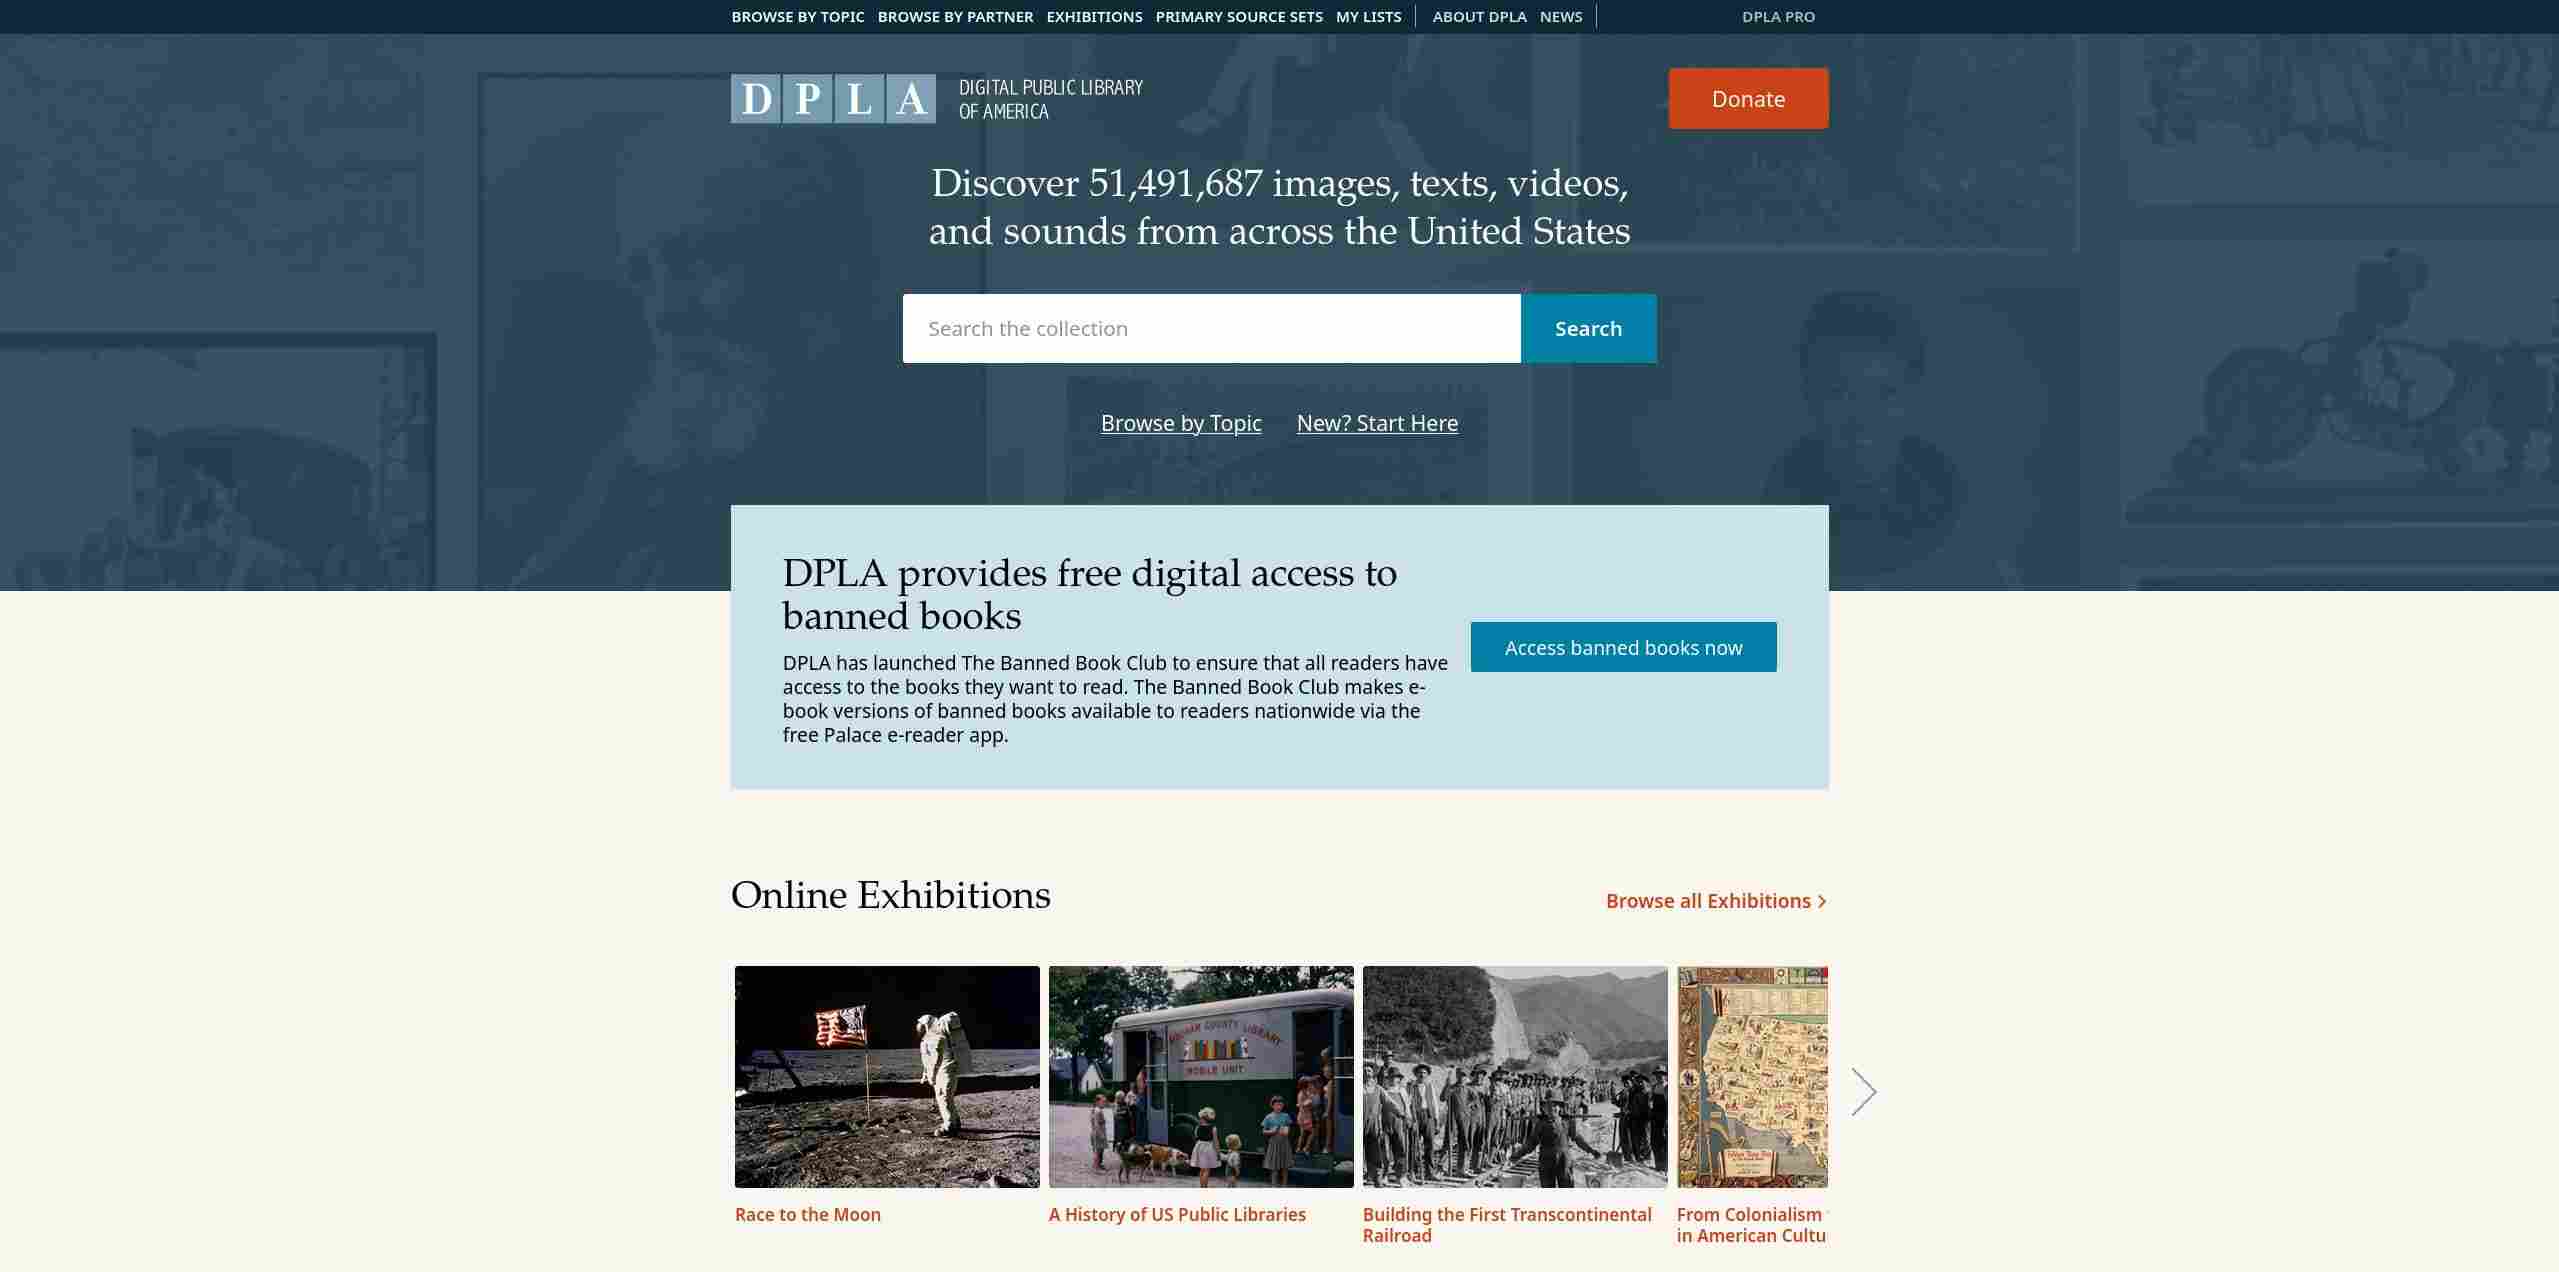 BROWSE BY TOPIC BROWSE BY PARTNER EXHIBITIONS PRIMARY SOURCE SETS MY LISTS ABOUT DPLA NEWS DPLA PRO
DPLA
DIGITAL PUBLIC LIBRARY
OF AMERICA
Donate
Discover 51,491,687 images, texts, videos,
and sounds from across the United States
Search the collection
Search
Browse by Topic New? Start Here
DPLA provides free digital access to
banned books
DPLA has launched The Banned Book Club to ensure that all readers have
access to the books they want to read. The Banned Book Club makes e-
book versions of banned books available to readers nationwide via the
free Palace e-reader app.
Access banned books now
Online Exhibitions
Browse all Exhibitions
COUNTY LIBRARY
MOBILE UNIT
Race to the Moon
A History of US Public Libraries
Building the First Transcontinental
Railroad
From Colonialism
in American Cultu